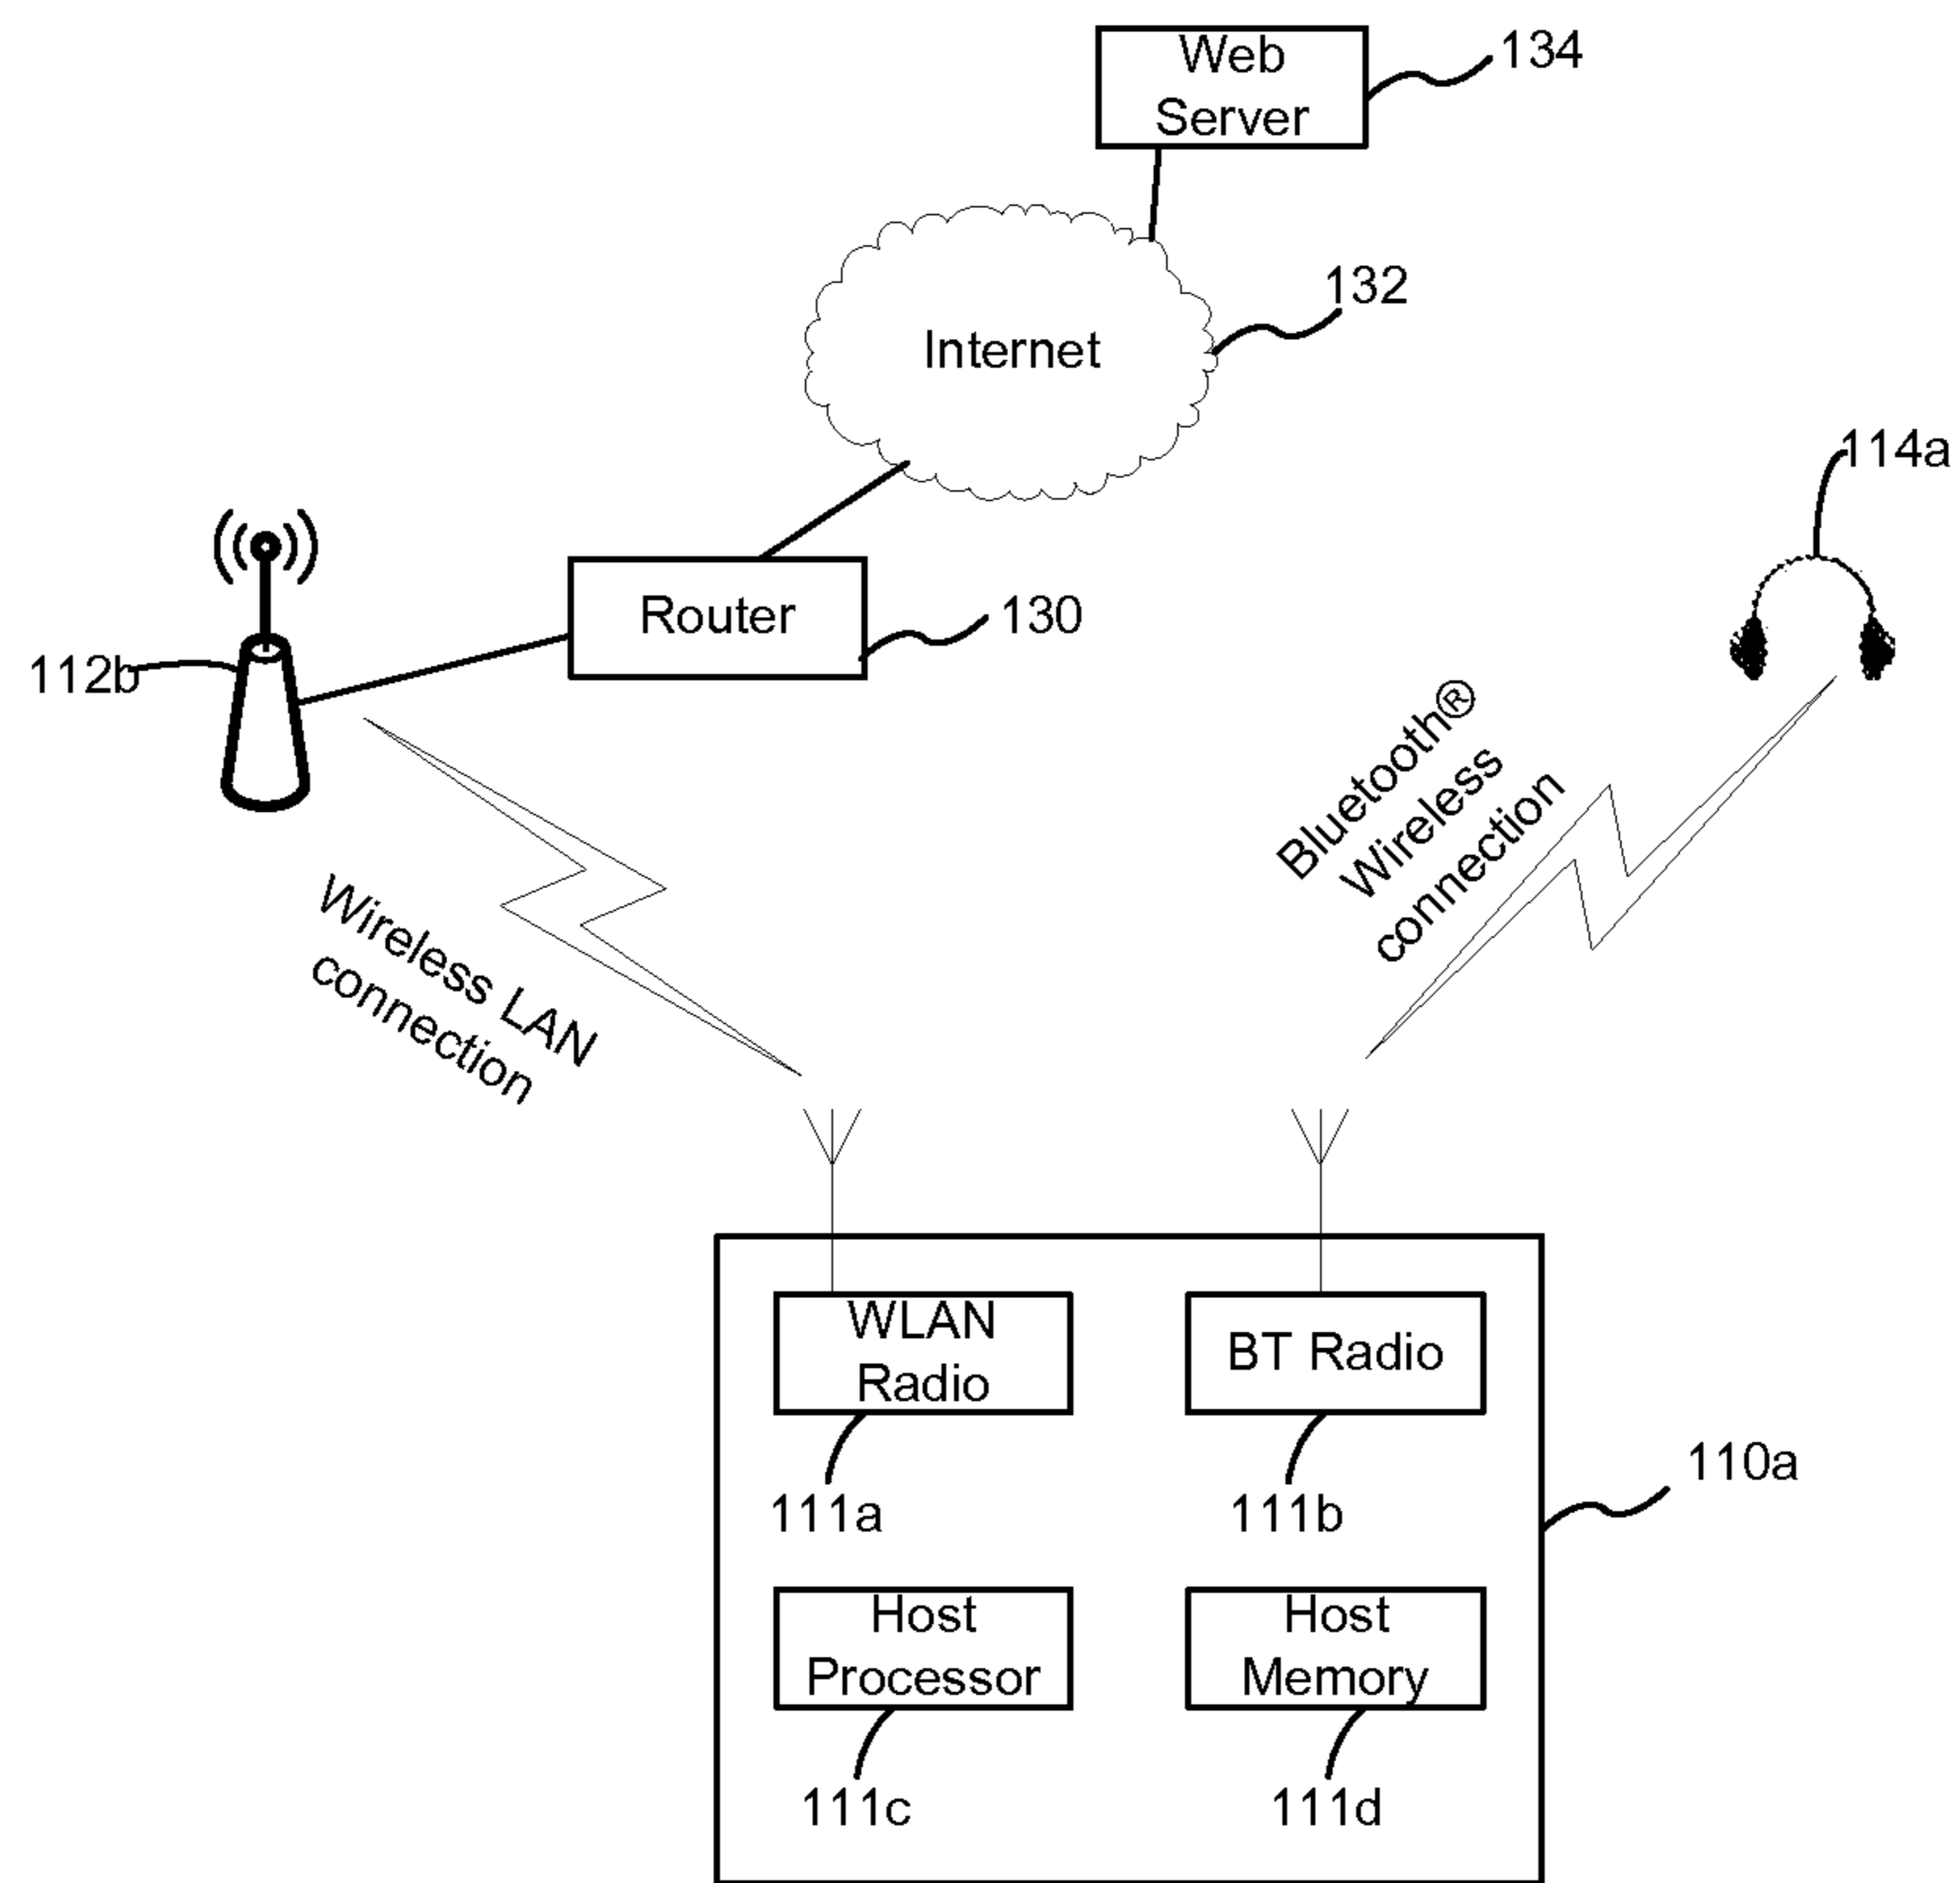 Web
Server
134
132
Internet
114a
Router
130
112b
Bluetooth®
Wireless
connection
Wireless LAN
connection
WLAN
Radio
BT Radio
110a
111a
111b
Host
Processor
Host
Memory
111c
111d